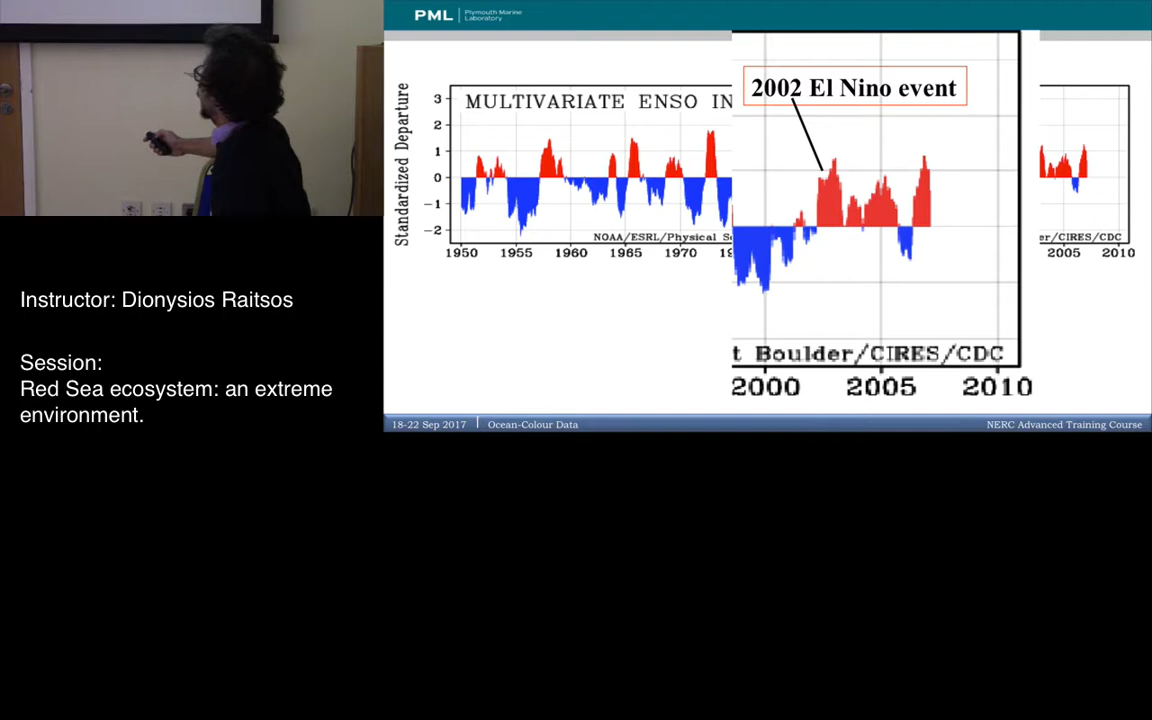 PML
Plymouth Marine
Laboratory
2002 El Nino event
MULTIVARIATE ENSO IN
Standardized Departure
3
2
1
0
-1
-2
NOAA/ESRL/Physical
1950 1955 1960 1965 1970
t Boulder/CIRES/CDC
2000 2005 2010
er/CIRES/CDC
2005 2010
Instructor: Dionysios Raitsos
Session:
Red Sea ecosystem: an extreme
environment.
18-22 Sep 2017
Ocean-Colour Data
NERC Advanced Training Course